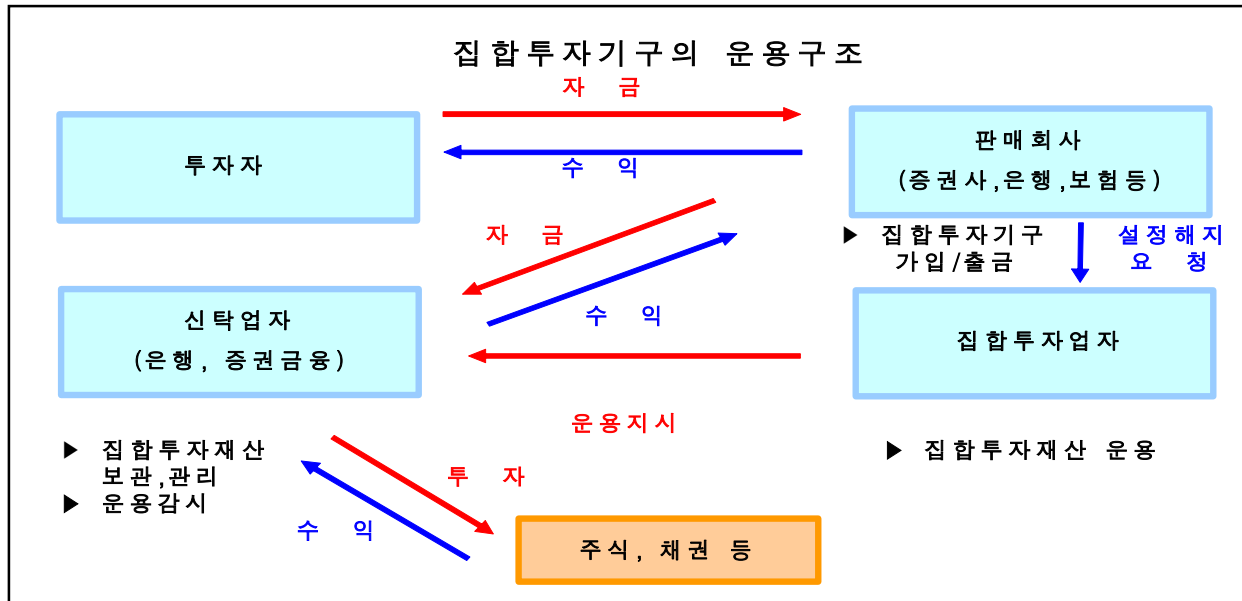 집합투자기구의 운용구조
자 금
투자자
수 익
판매회사
(증권사,은행,보험등)
자 금
▶ 집합투자기구
가입/출금
설정해지
요 청
신탁업자
(은행, 증권금융)
수 익
집합투자업자
운용지시
▶ 집합투자재산
보관,관리
▶ 운용감시
▶ 집합투자재산 운용
투 자
수 익
주식, 채권 등